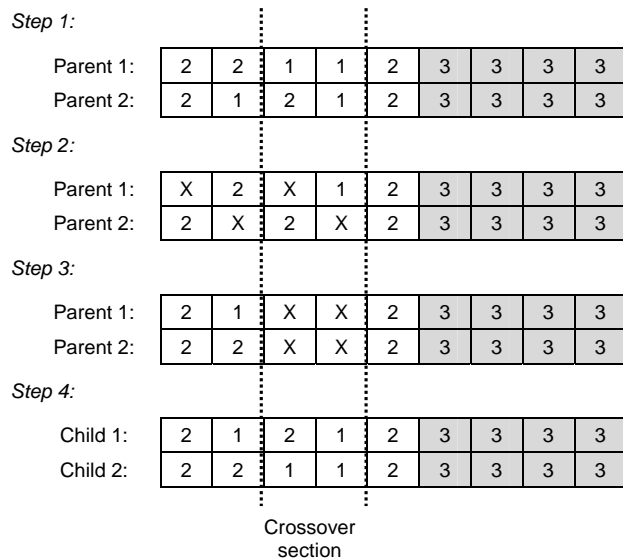 Step 1:
Parent 1: 2 2 1 1 2 3 3 3 3
Parent 2: 2 1 2 1 2 3 3 3 3
Step 2:
Parent 1: X 2 X 1 2 3 3 3 3
Parent 2: 2 X 2 X 2 3 3 3 3
Step 3:
Parent 1: 2 1 X X 2 3 3 3 3
Parent 2: 2 2 X X 2 3 3 3 3
Step 4:
Child 1: 2 1 2 1 2 3 3 3 3
Child 2: 2 2 1 1 2 3 3 3 3
Crossover
section